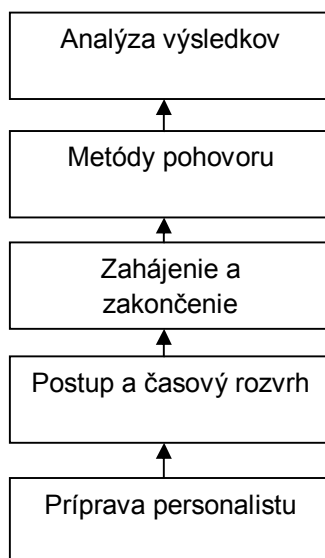 Analýza výsledkov
Metódy pohovoru
Zahájenie a
zakončenie
Postup a časový rozvrh
Príprava personalistu